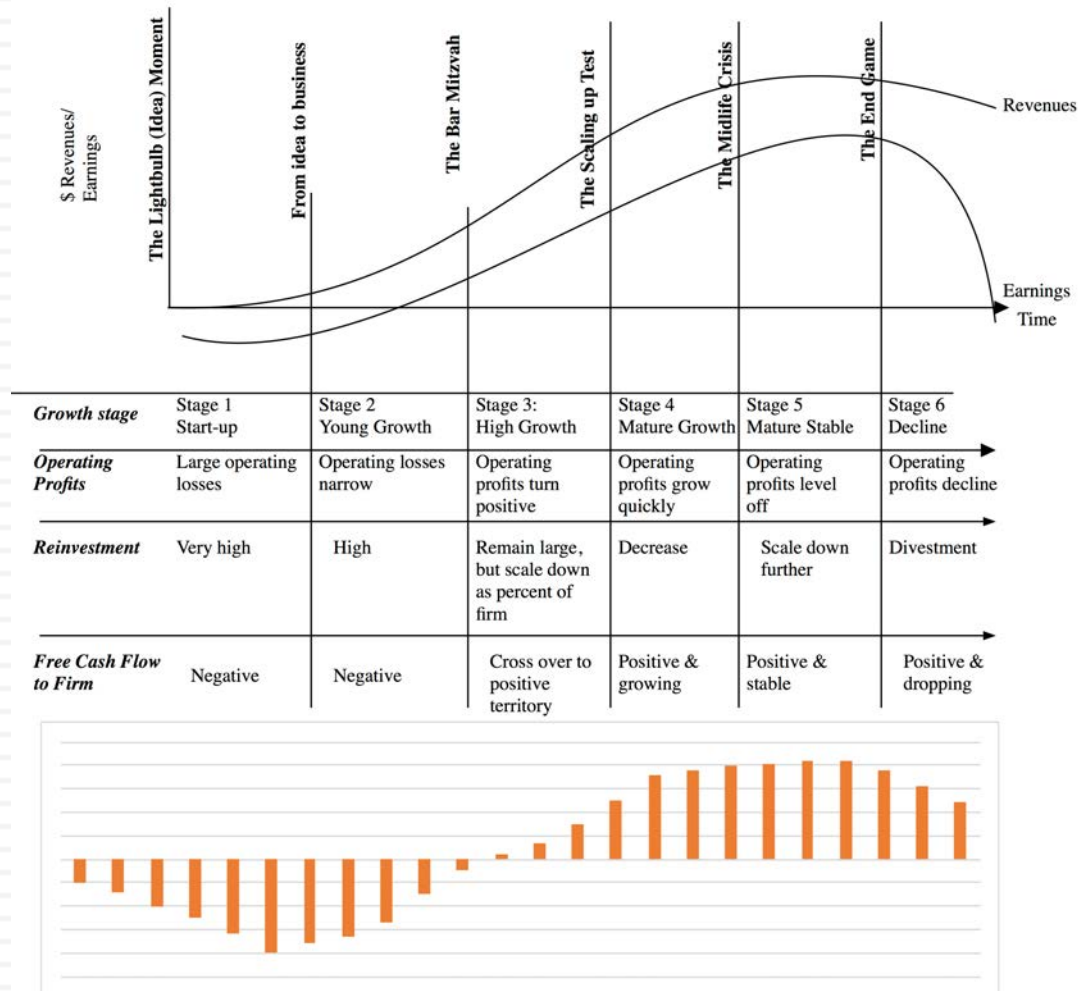 $ Revenues/
Earnings
The Lightbulb (Idea) Moment
From idea to business
The Bar Mitzvah
The Scaling up Test
The Midlife Crisis
The End Game
Revenues
Earnings
Time
Growth stage
Stage 1
Start-up
Stage 2
Young Growth
Stage 3:
High Growth
Stage 4
Mature Growth
Stage 5
Mature Stable
Stage 6
Decline
Operating
Profits
Large operating
losses
Operating losses
narrow
Operating
profits turn
positive
Operating
profits grow
quickly
Operating
profits level
off
Operating
profits decline
Reinvestment
Very high
High
Remain large,
but scale down
as percent of
firm
Decrease
Scale down
further
Divestment
Free Cash Flow
to Firm
Negative
Negative
Cross over to
positive
territory
Positive &
growing
Positive &
stable
Positive &
dropping